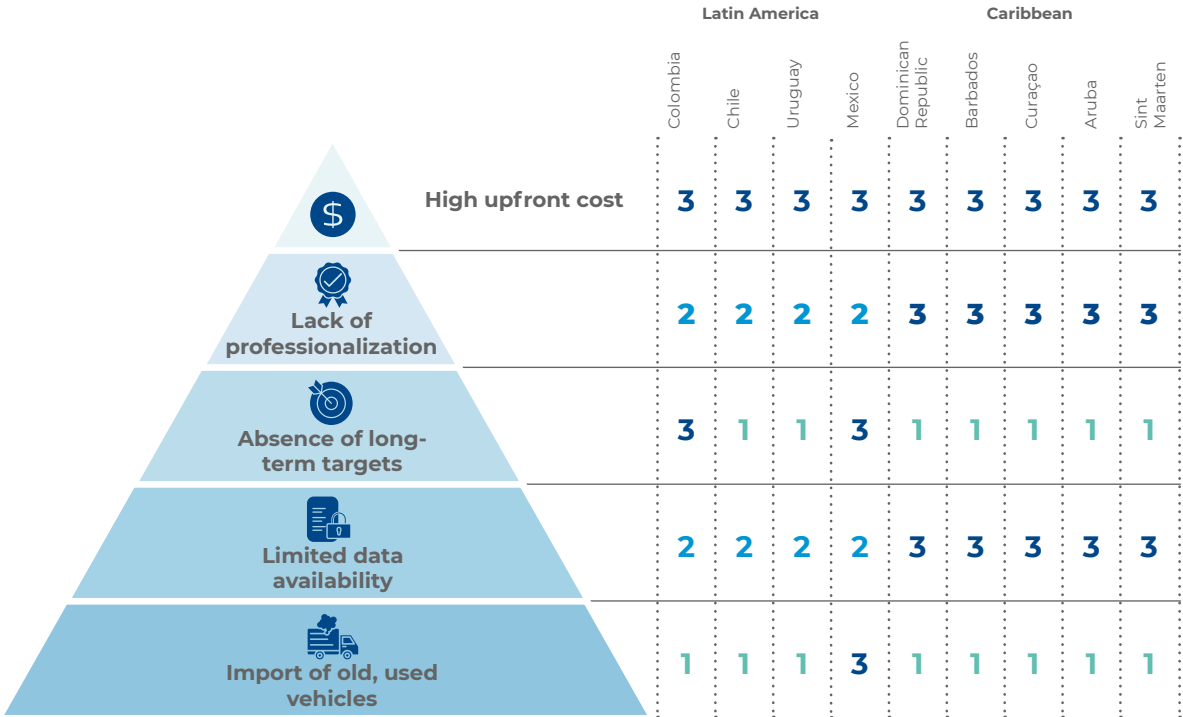 Latin America Caribbean
Colombia
Chile
Uruguay
Mexico
Dominican
Republic
Barbados
Curaçao
Aruba
Sint
Maarten
$
High upfront cost 3 3 3 3 3 3 3 3 3
Lack of
professionalization
2 2 2 2 3 3 3 3 3
Absence of long-
term targets
3 1 1 3 1 1 1 1 1
Limited data
availability
2 2 2 2 3 3 3 3 3
Import of old, used
vehicles
1 1 1 3 1 1 1 1 1